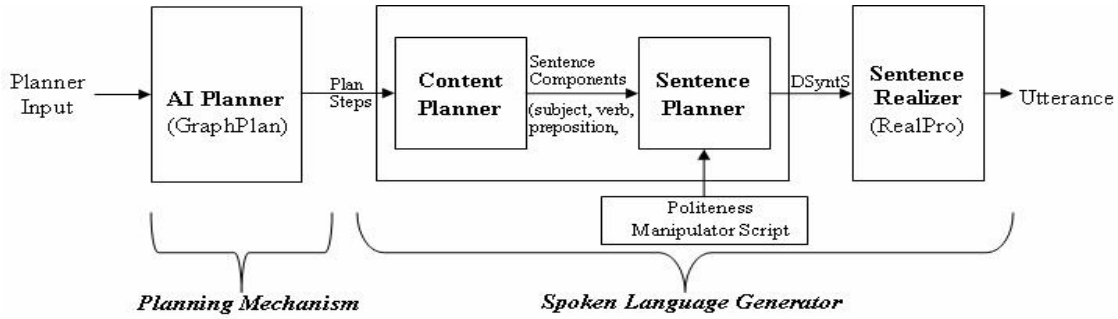 Planner
Input
AI Planner
(GraphPlan)
Plan
Steps
Content
Planner
Sentence
Components
(subject, verb,
preposition,
Sentence
Planner
DSyntS
Sentence
Realizer
(RealPro)
Utterance
Politeness
Manipulator Script
Planning Mechanism
Spoken Language Generator